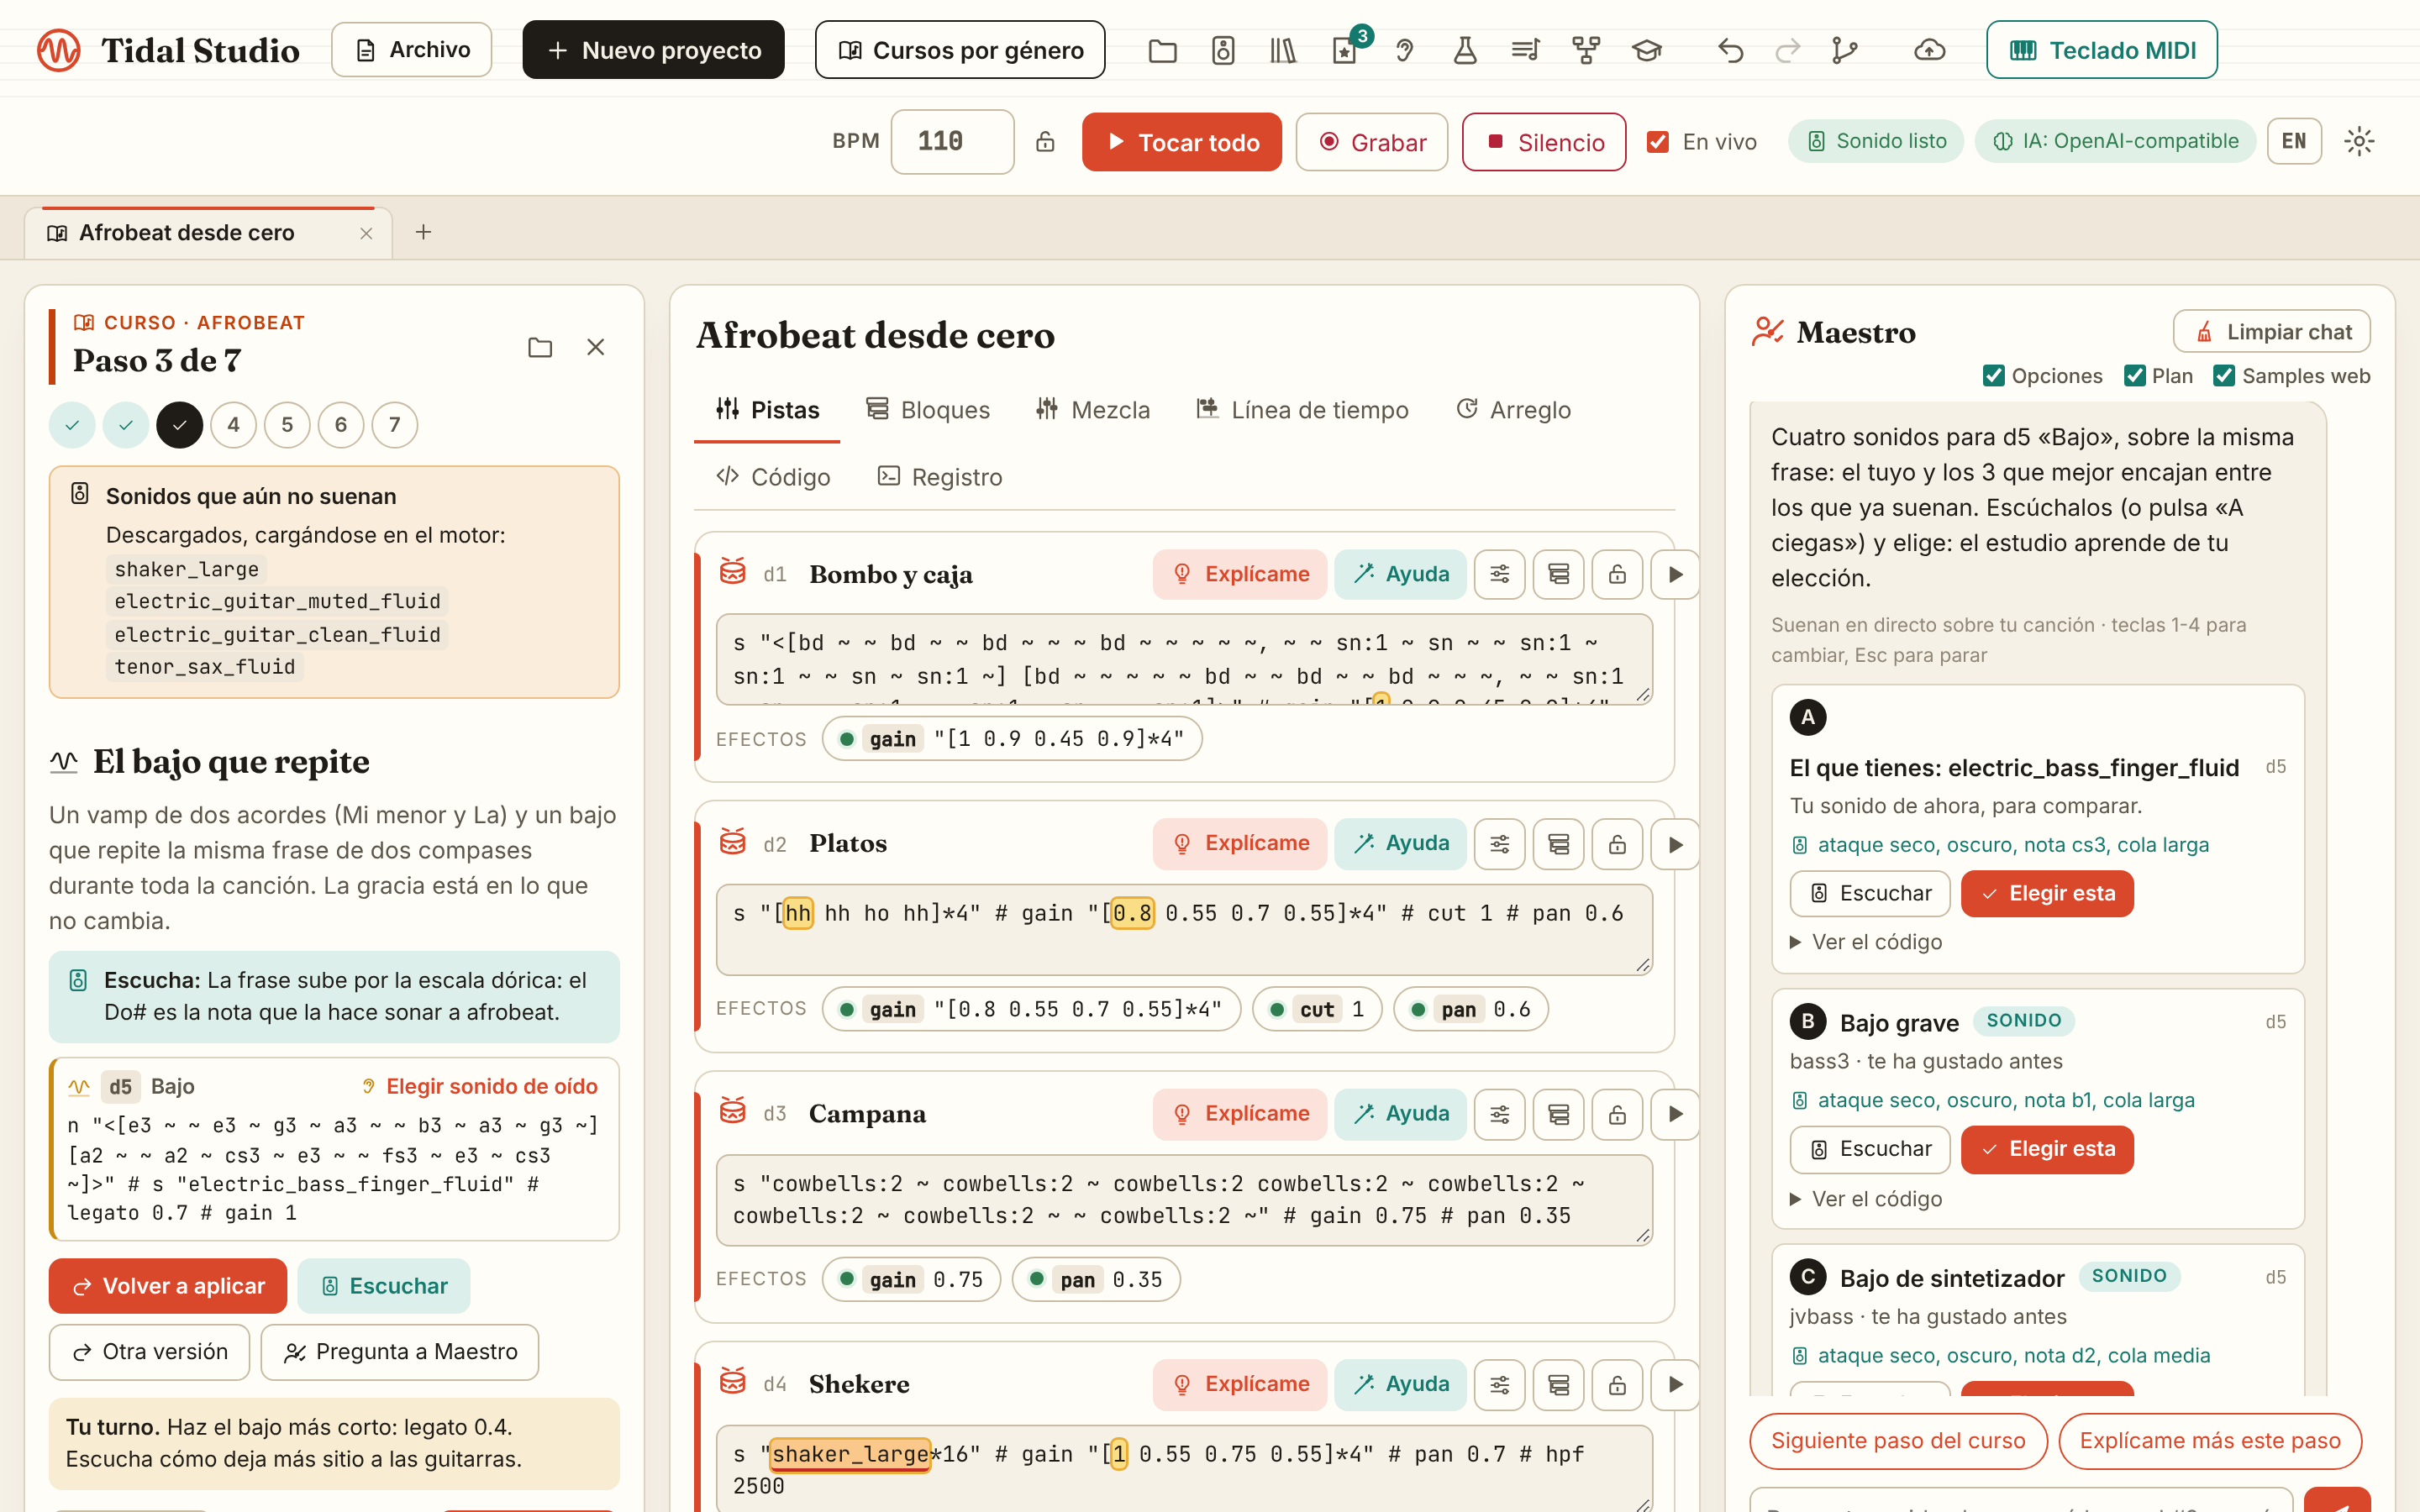 Tidal Studio
Archivo
Nuevo proyecto
Cursos por género
3
Teclado MIDI
BPM
110
Tocar todo
Grabar
Silencio
En vivo
Sonido listo
IA: OpenAI-compatible
EN
Afrobeat desde cero
CURSO · AFROBEAT
Paso 3 de 7
4
5
6
7
Sonidos que aún no suenan
Descargados, cargándose en el motor:
shaker_large
electric_guitar_muted_fluid
electric_guitar_clean_fluid
tenor_sax_fluid
El bajo que repite
Un vamp de dos acordes (Mi menor y La) y un bajo
que repite la misma frase de dos compases
durante toda la canción. La gracia está en lo que
no cambia.
Escucha: La frase sube por la escala dórica: el
Do# es la nota que la hace sonar a afrobeat.
d5 Bajo
Elegir sonido de oído
n "<[e3 ~ ~ e3 ~ g3 ~ a3 ~ ~ b3 ~ a3 ~ g3 ~]
[a2 ~ ~ a2 ~ cs3 ~ e3 ~ ~ fs3 ~ e3 ~ cs3
~]>" # s "electric_bass_finger_fluid" #
legato 0.7 # gain 1
Volver a aplicar
Escuchar
Otra versión
Pregunta a Maestro
Tu turno. Haz el bajo más corto: legato 0.4.
Escucha cómo deja más sitio a las guitarras.
Afrobeat desde cero
Pistas
Bloques
Mezcla
Línea de tiempo
Arreglo
Código
Registro
d1 Bombo y caja
Explícame
Ayuda
s "<[bd ~ ~ bd ~ ~ bd ~ ~ ~ bd ~ ~ ~ ~ ~, ~ ~ sn:1 ~ sn ~ ~ sn:1 ~
sn:1 ~ ~ sn ~ sn:1 ~] [bd ~ ~ ~ ~ ~ bd ~ ~ bd ~ ~ bd ~ ~ ~, ~ ~ sn:1
EFECTOS
gain "[1 0.9 0.45 0.9]*4"
d2 Platos
Explícame
Ayuda
s "[hh hh ho hh]*4" # gain "[0.8 0.55 0.7 0.55]*4" # cut 1 # pan 0.6
EFECTOS
gain "[0.8 0.55 0.7 0.55]*4"
cut 1
pan 0.6
d3 Campana
Explícame
Ayuda
s "cowbells:2 ~ cowbells:2 ~ cowbells:2 cowbells:2 ~ cowbells:2 ~
cowbells:2 ~ cowbells:2 ~ ~ cowbells:2 ~" # gain 0.75 # pan 0.35
EFECTOS
gain 0.75
pan 0.35
d4 Shekere
Explícame
Ayuda
s "shaker_large*16" # gain "[1 0.55 0.75 0.55]*4" # pan 0.7 # hpf
2500
Maestro
Limpiar chat
Opciones
Plan
Samples web
Cuatro sonidos para d5 «Bajo», sobre la misma
frase: el tuyo y los 3 que mejor encajan entre
los que ya suenan. Escúchalos (o pulsa «A
ciegas») y elige: el estudio aprende de tu
elección.
Suenan en directo sobre tu canción · teclas 1-4 para
cambiar, Esc para parar
A
El que tienes: electric_bass_finger_fluid
d5
Tu sonido de ahora, para comparar.
ataque seco, oscuro, nota cs3, cola larga
Escuchar
Elegir esta
Ver el código
B
Bajo grave
SONIDO
d5
bass3 · te ha gustado antes
ataque seco, oscuro, nota b1, cola larga
Escuchar
Elegir esta
Ver el código
C
Bajo de sintetizador
SONIDO
d5
jvbass · te ha gustado antes
ataque seco, oscuro, nota d2, cola media
Siguiente paso del curso
Explícame más este paso